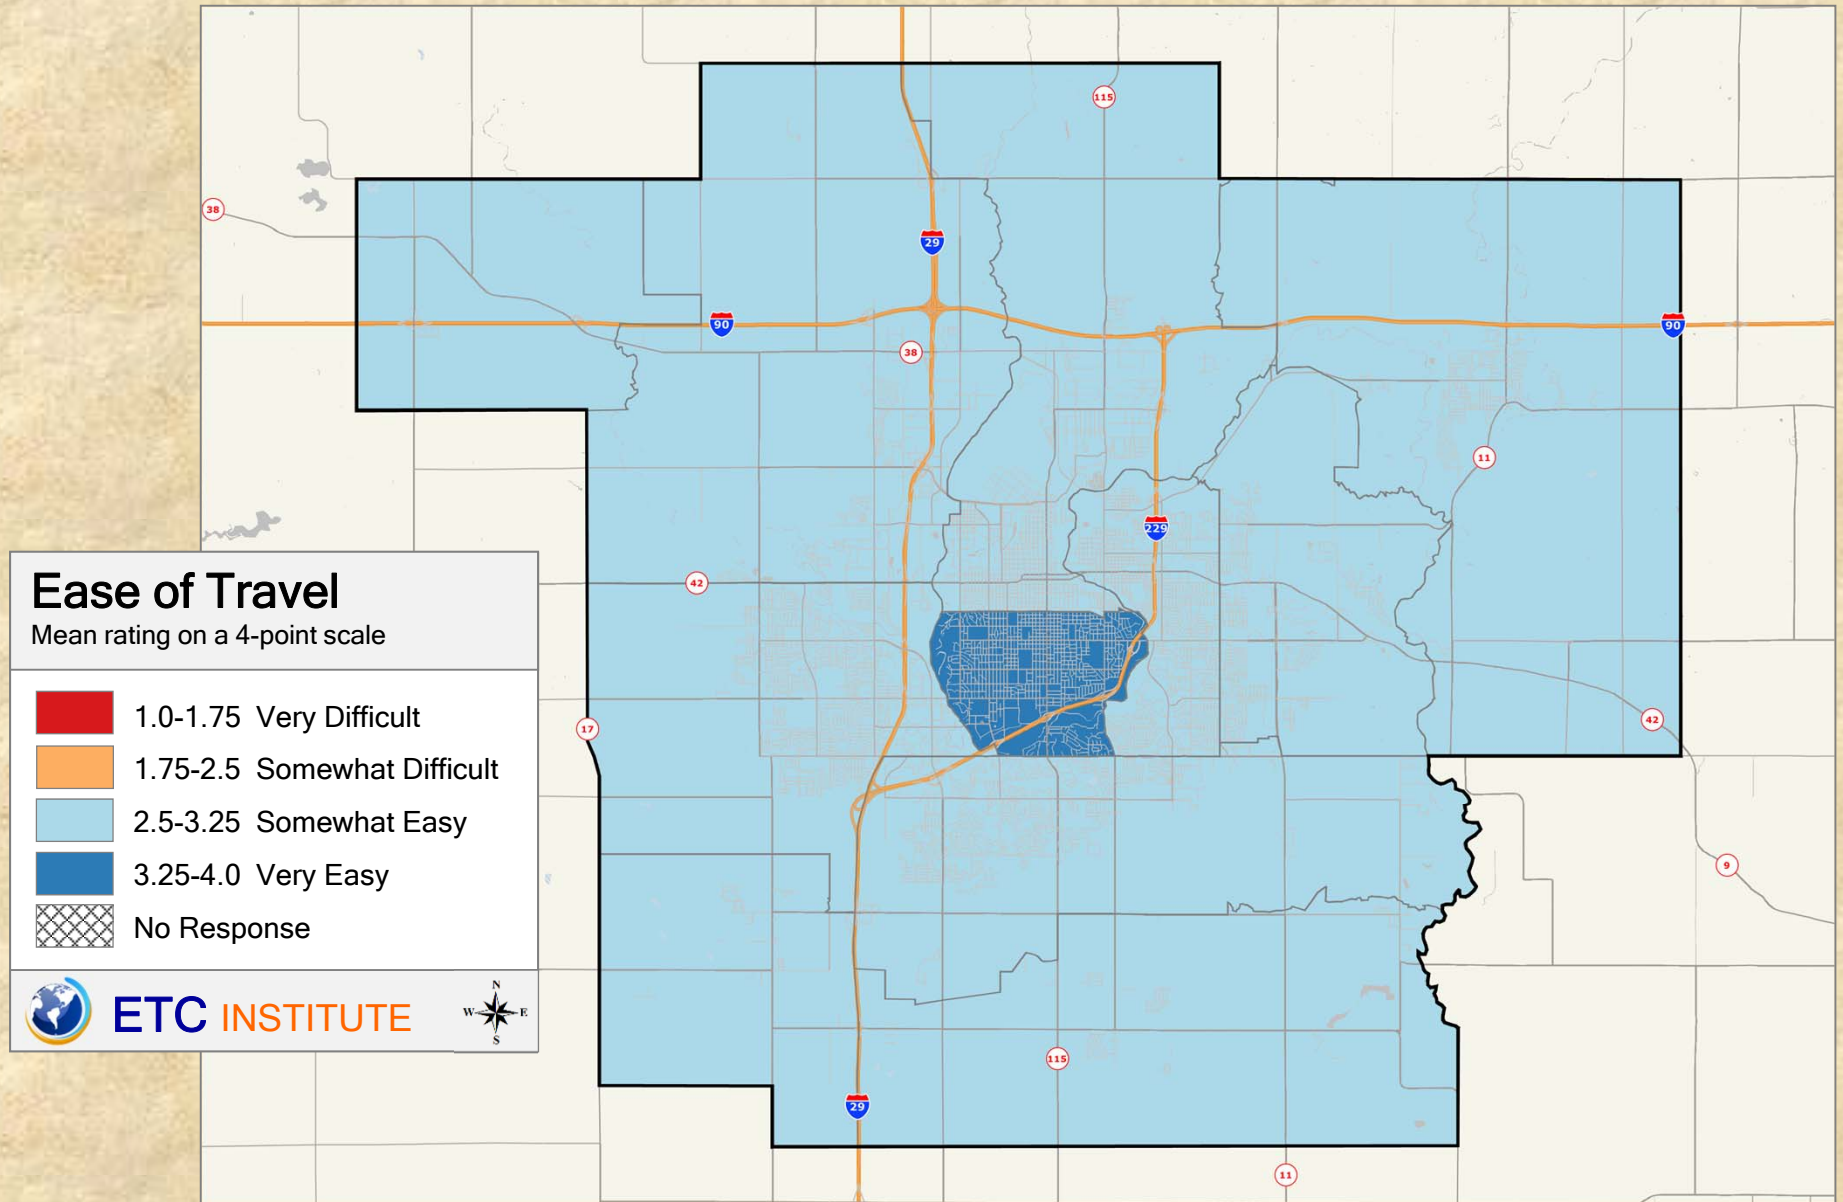 115
38
29
90
90
38
11
229
42
17
42
9
115
29
11
Ease of Travel
Mean rating on a 4-point scale
1.0-1.75 Very Difficult
1.75-2.5 Somewhat Difficult
2.5-3.25 Somewhat Easy
3.25-4.0 Very Easy
No Response
ETC INSTITUTE
N
W E
S